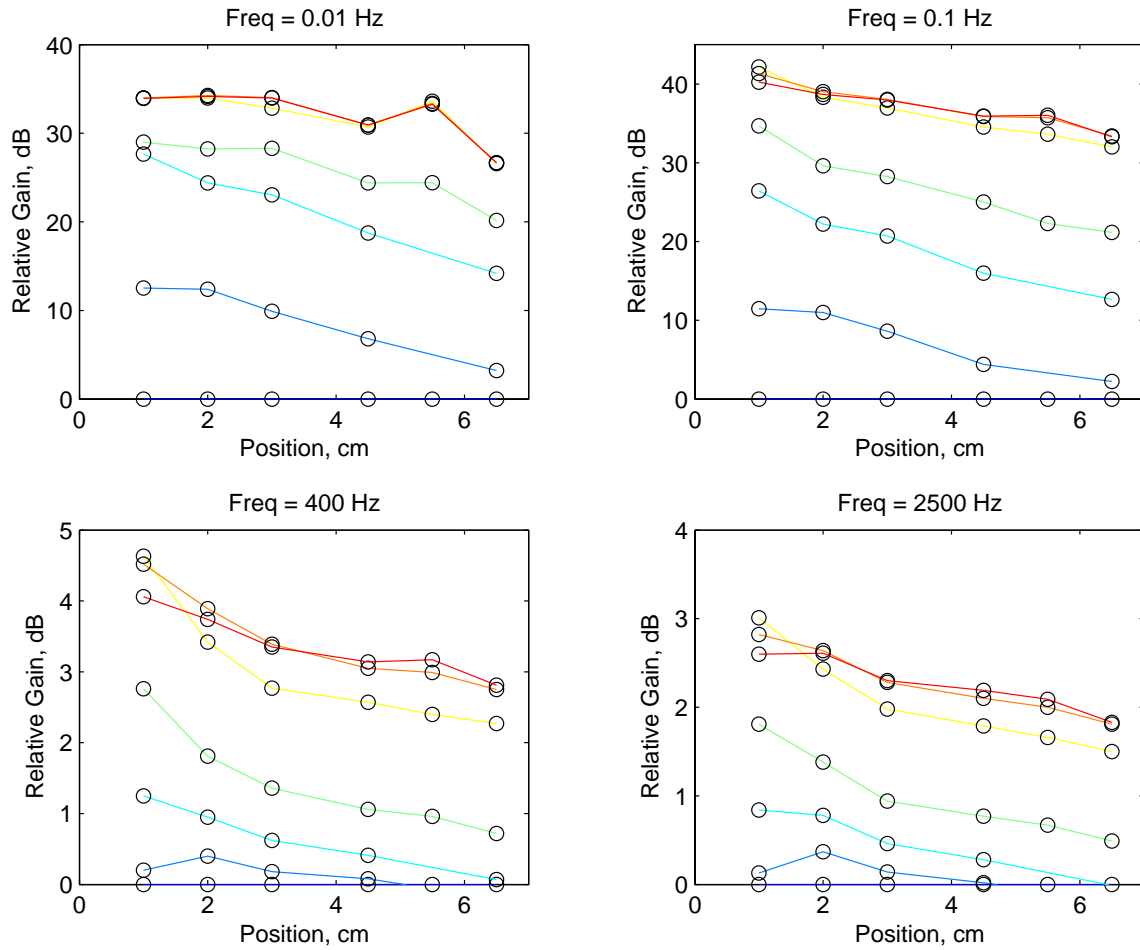 Freq = 0.01 Hz
40
30
20
10
0
Relative Gain, dB
0 2 4 6
Position, cm
Freq = 0.1 Hz
40
30
20
10
0
Relative Gain, dB
0 2 4 6
Position, cm
Freq = 400 Hz
5
4
3
2
1
0
Relative Gain, dB
0 2 4 6
Position, cm
Freq = 2500 Hz
4
3
2
1
0
Relative Gain, dB
0 2 4 6
Position, cm